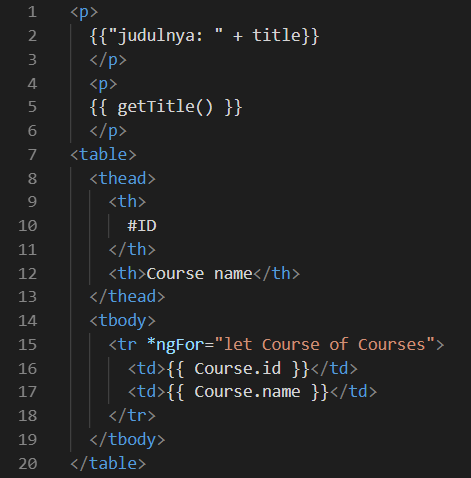 1 <p>
2 {{"judulnya: " + title}}
3 </p>
4 <p>
5 {{ getTitle() }}
6 </p>
7 <table>
8 <thead>
9 <th>
10 #ID
11 </th>
12 <th>Course name</th>
13 </thead>
14 <tbody>
15 <tr *ngFor="let Course of Courses">
16 <td>{{ Course.id }}</td>
17 <td>{{ Course.name }}</td>
18 </tr>
19 </tbody>
20 </table>